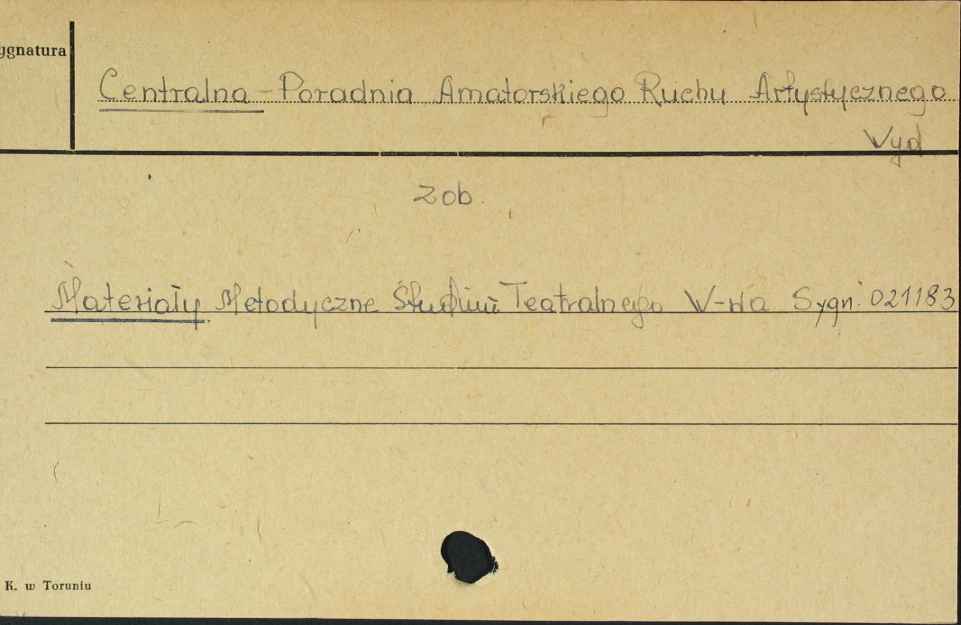 ygnatura
Centralna - Poradnia Amatorskiego Ruchu Artystycznego
Wyd
Zob.
Materiały Metodyczne Studium Teatralnego W-wa Sygn. 021183
K. w Toruniu